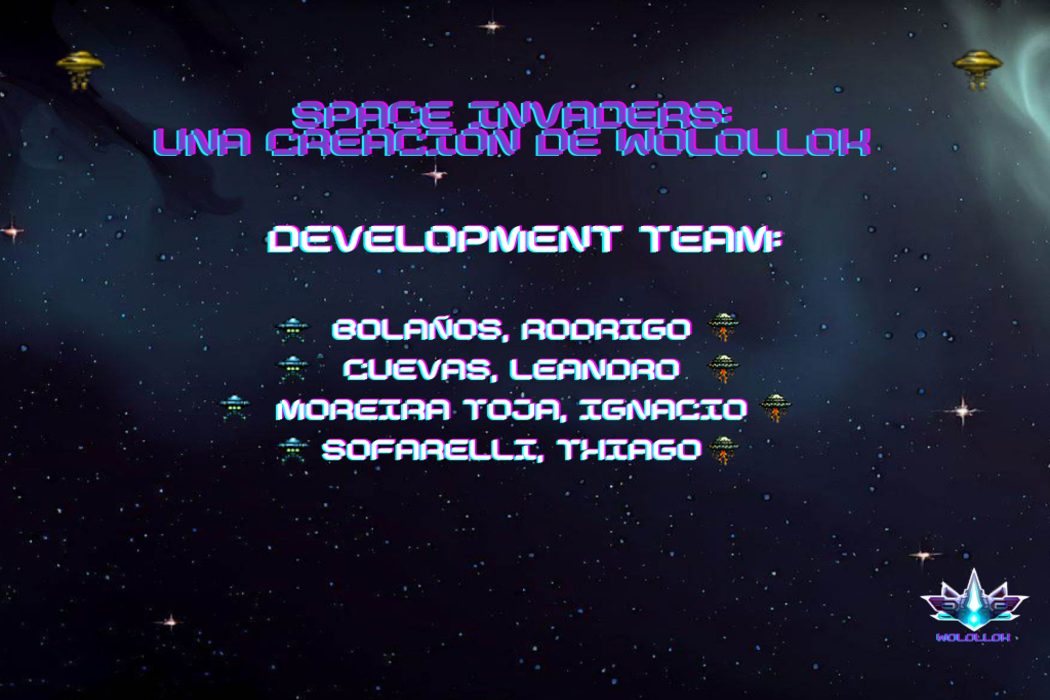 SPACE INVADERS:
UNA CREACION DE WOLOLLOK
DEVELOPMENT TEAM:
BOLAÑOS, RODRIGO
CUEVAS, LEANDRO
MOREIRA TOJA, IGNACIO
SOFARELLI, THIAGO
WOLOLLOK